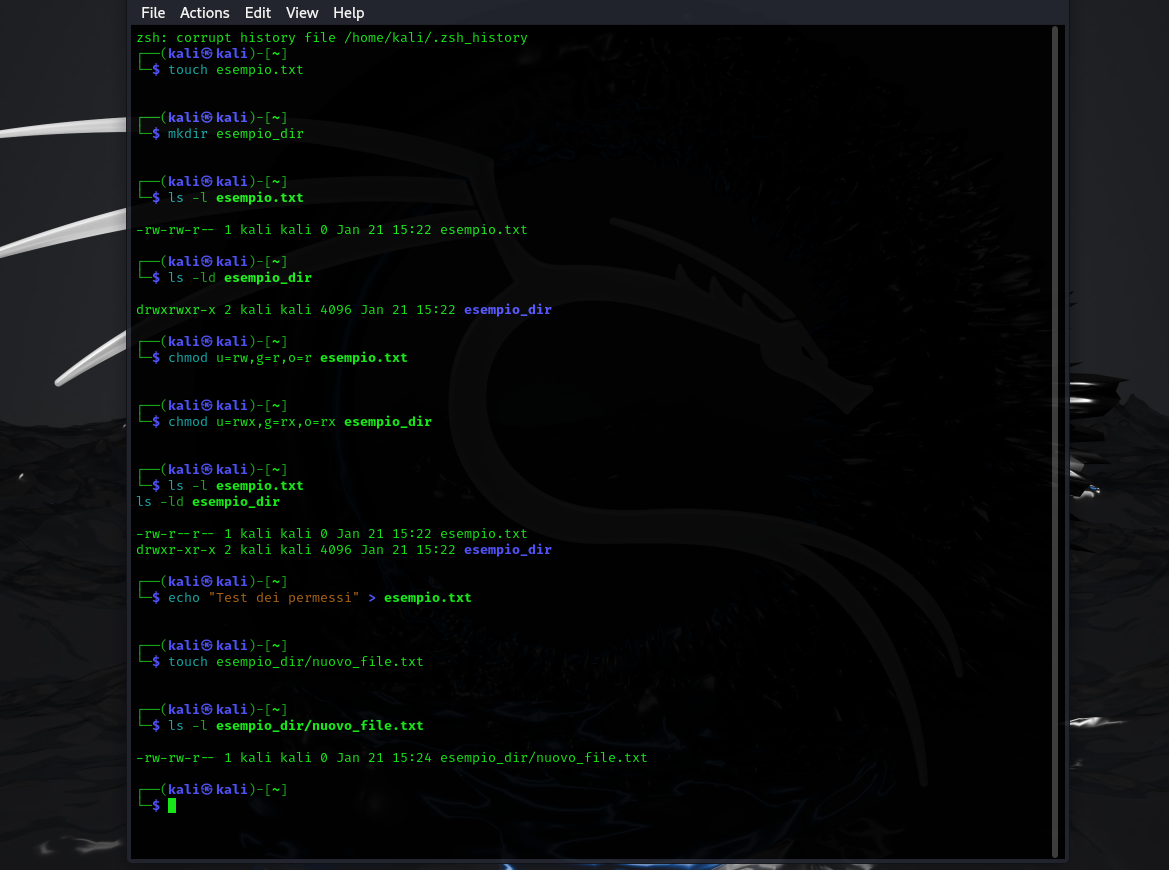 File Actions Edit View Help
zsh: corrupt history file /home/kali/.zsh_history
┌──(kali㉿kali)-[~]
└─$ touch esempio.txt
┌──(kali㉿kali)-[~]
└─$ mkdir esempio_dir
┌──(kali㉿kali)-[~]
└─$ ls -l esempio.txt
-rw-rw-r-- 1 kali kali 0 Jan 21 15:22 esempio.txt
┌──(kali㉿kali)-[~]
└─$ ls -ld esempio_dir
drwxrwxr-x 2 kali kali 4096 Jan 21 15:22 esempio_dir
┌──(kali㉿kali)-[~]
└─$ chmod u=rw,g=r,o=r esempio.txt
┌──(kali㉿kali)-[~]
└─$ chmod u=rwx,g=rx,o=rx esempio_dir
┌──(kali㉿kali)-[~]
└─$ ls -l esempio.txt
ls -ld esempio_dir
-rw-r--r-- 1 kali kali 0 Jan 21 15:22 esempio.txt
drwxr-xr-x 2 kali kali 4096 Jan 21 15:22 esempio_dir
┌──(kali㉿kali)-[~]
└─$ echo "Test dei permessi" > esempio.txt
┌──(kali㉿kali)-[~]
└─$ touch esempio_dir/nuovo_file.txt
┌──(kali㉿kali)-[~]
└─$ ls -l esempio_dir/nuovo_file.txt
-rw-rw-r-- 1 kali kali 0 Jan 21 15:24 esempio_dir/nuovo_file.txt
┌──(kali㉿kali)-[~]
└─$